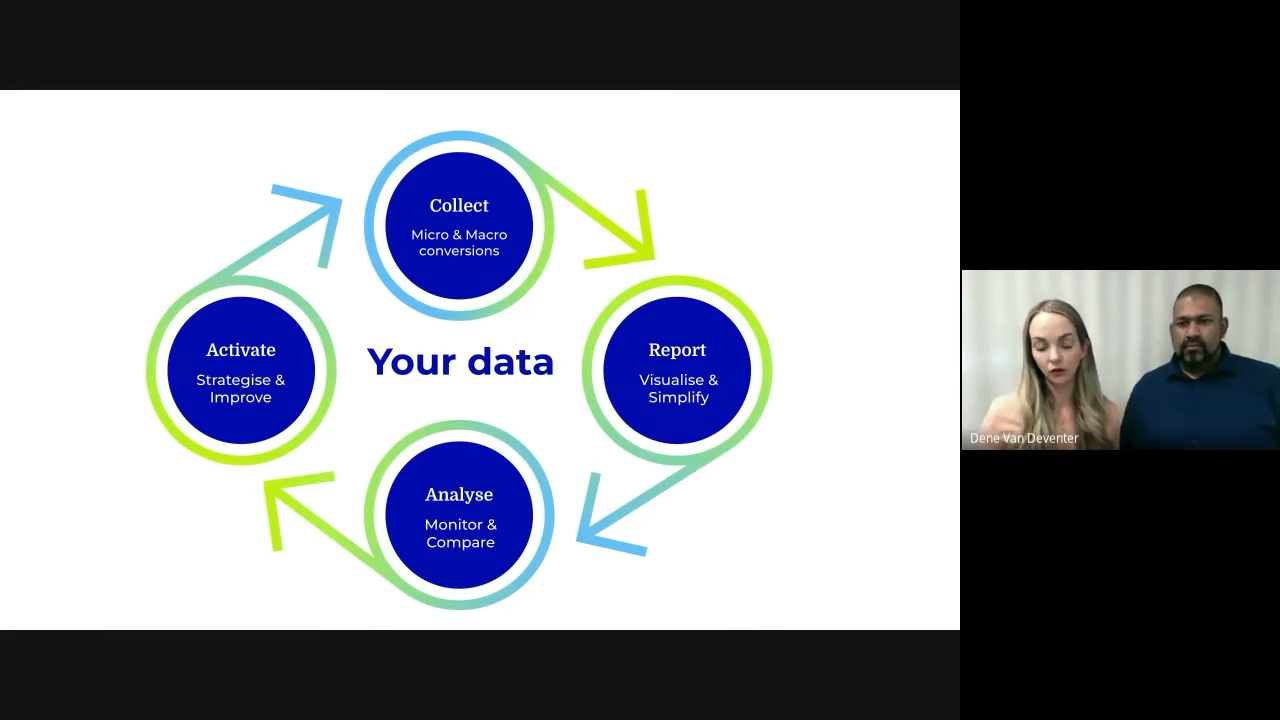 Collect
Micro & Macro
conversions
Report
Visualise &
Simplify
Your data
Activate
Strategise &
Improve
Analyse
Monitor &
Compare
Dene Van Deventer